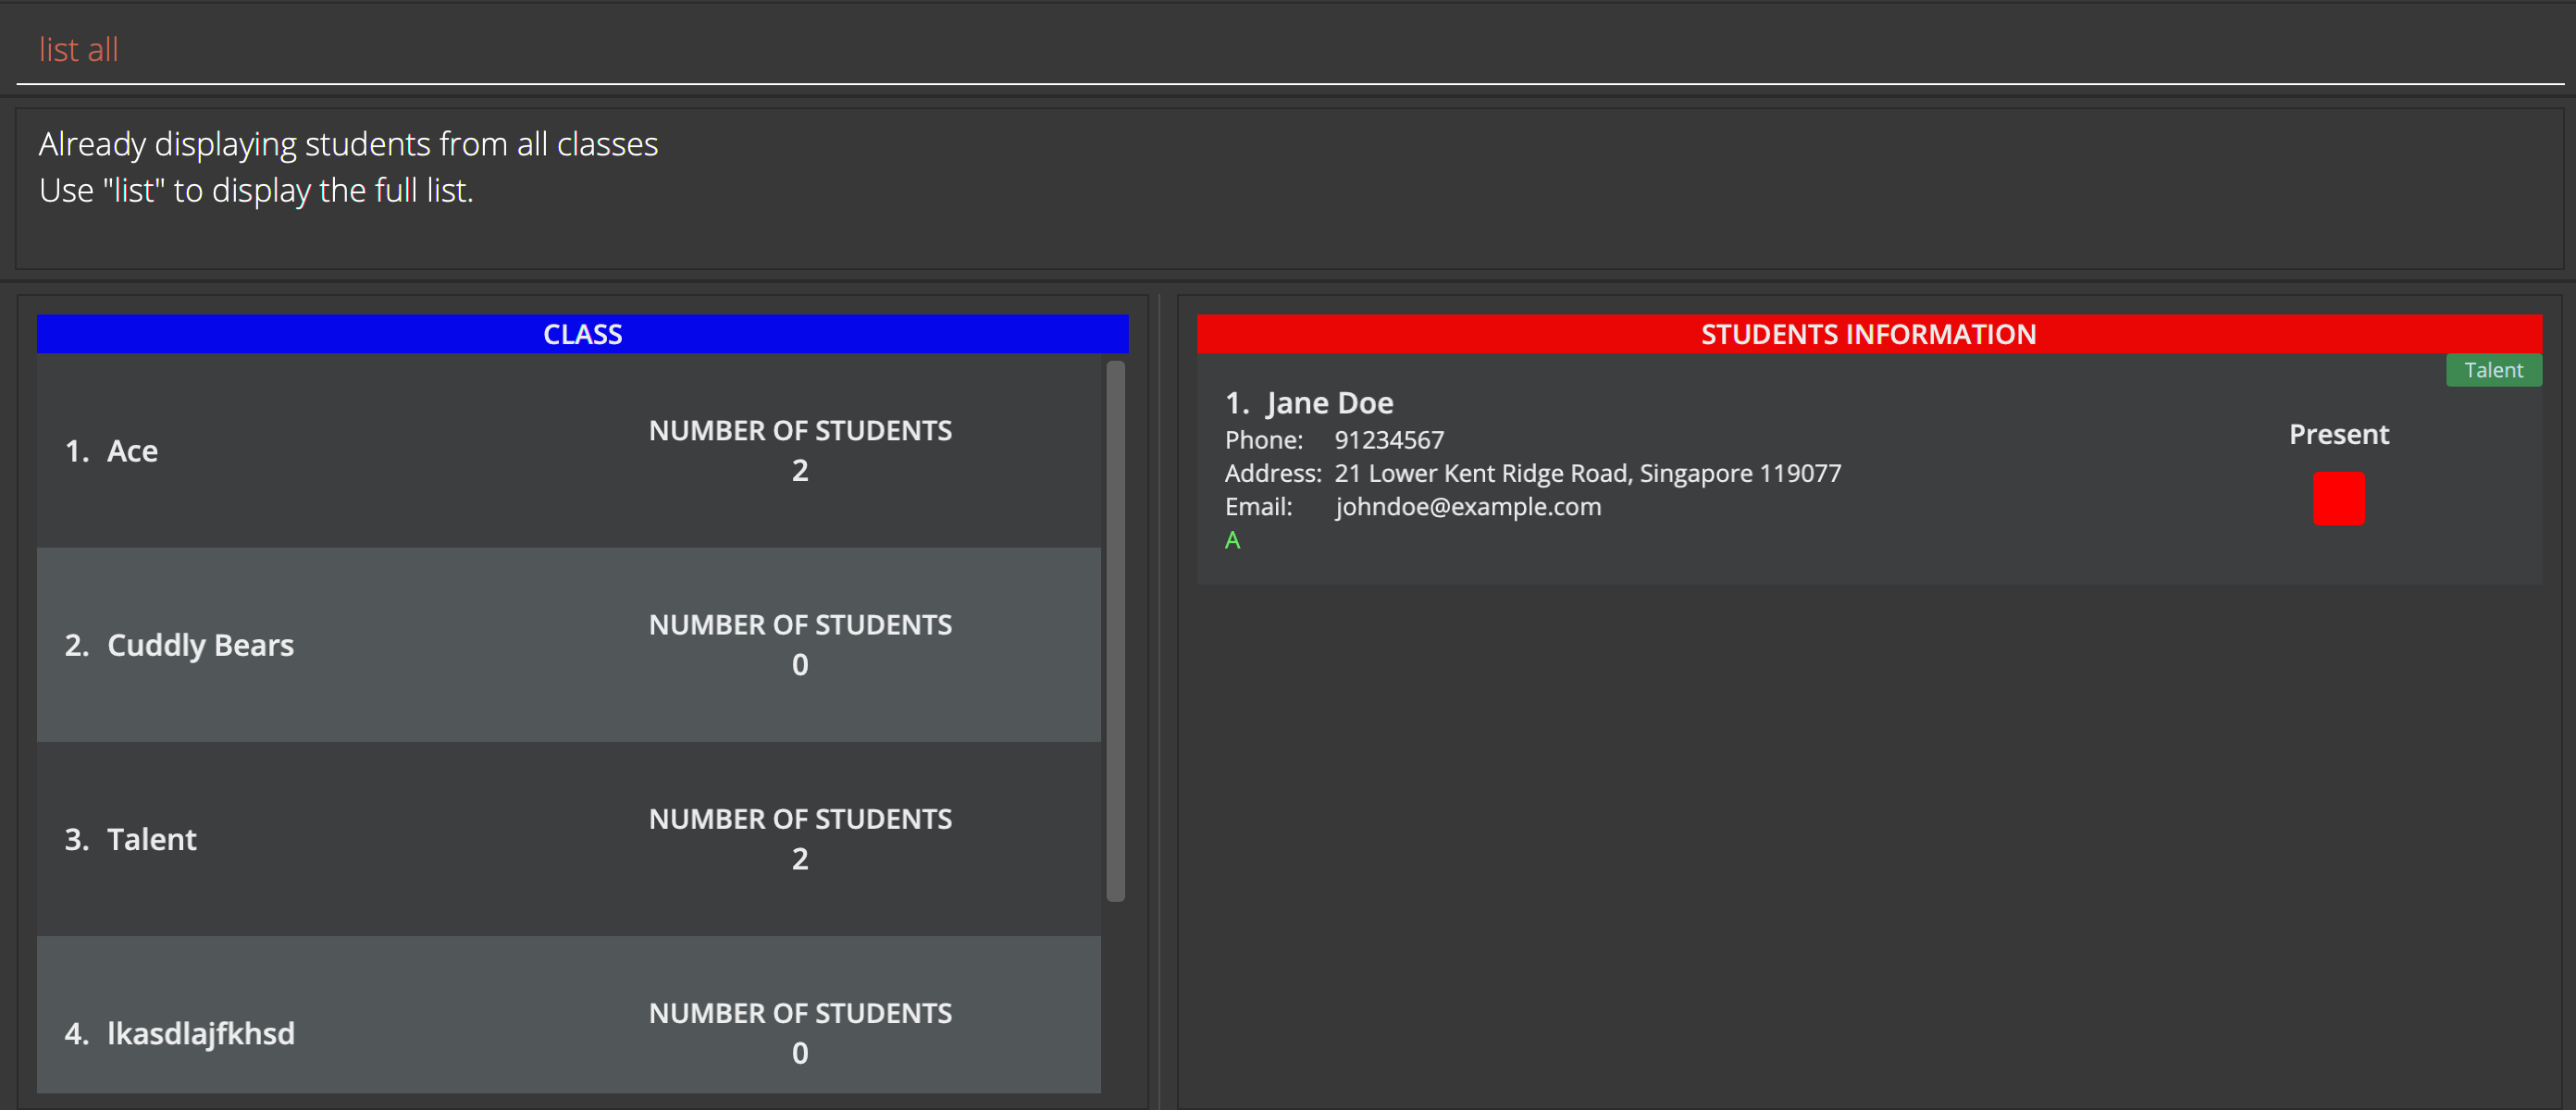 list all
Already displaying students from all classes
Use "list" to display the full list.
CLASS
1. Ace
NUMBER OF STUDENTS
2
2. Cuddly Bears
NUMBER OF STUDENTS
0
3. Talent
NUMBER OF STUDENTS
2
4. lkasdlajfkhsd
NUMBER OF STUDENTS
0
STUDENTS INFORMATION
Talent
1. Jane Doe
Phone: 91234567
Address: 21 Lower Kent Ridge Road, Singapore 119077
Email: johndoe@example.com
A
Present